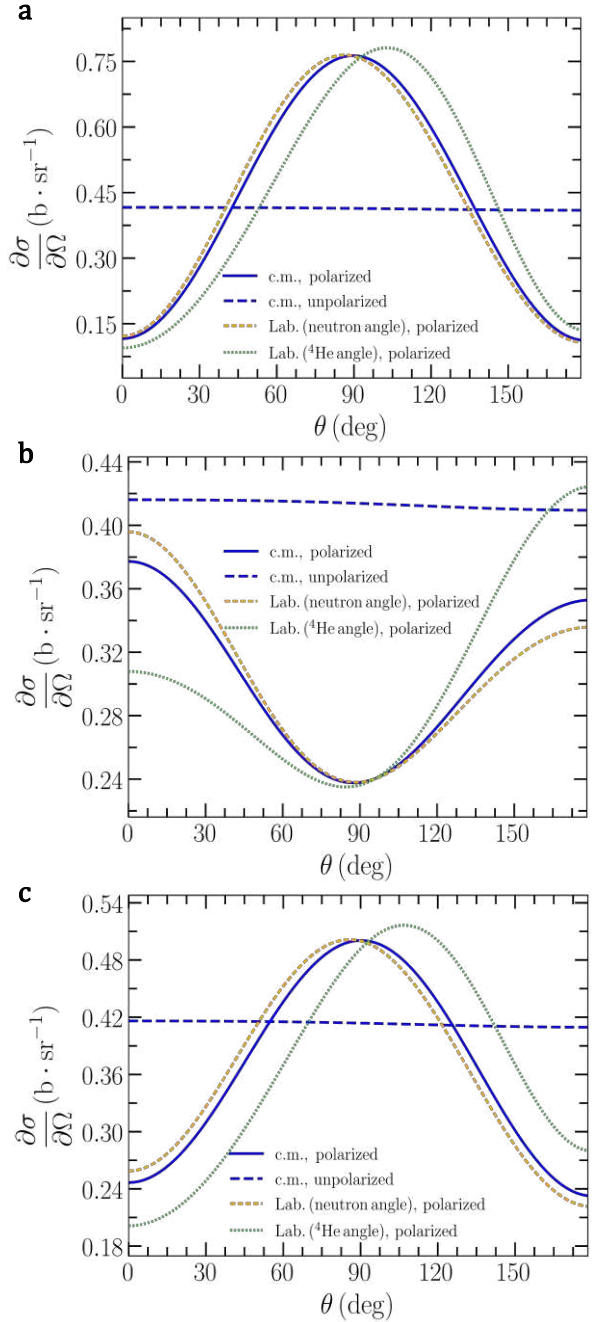 a
0.75
0.60
0.45
0.30
0.15
∂σ/∂Ω (b · sr⁻¹)
c.m., polarized
c.m., unpolarized
Lab. (neutron angle), polarized
Lab. (⁴He angle), polarized
0 30 60 90 120 150
θ (deg)
b
0.44
0.40
0.36
0.32
0.28
0.24
∂σ/∂Ω (b · sr⁻¹)
c.m., polarized
c.m., unpolarized
Lab. (neutron angle), polarized
Lab. (⁴He angle), polarized
0 30 60 90 120 150
θ (deg)
c
0.54
0.48
0.42
0.36
0.30
0.24
0.18
∂σ/∂Ω (b · sr⁻¹)
c.m., polarized
c.m., unpolarized
Lab. (neutron angle), polarized
Lab. (⁴He angle), polarized
0 30 60 90 120 150
θ (deg)